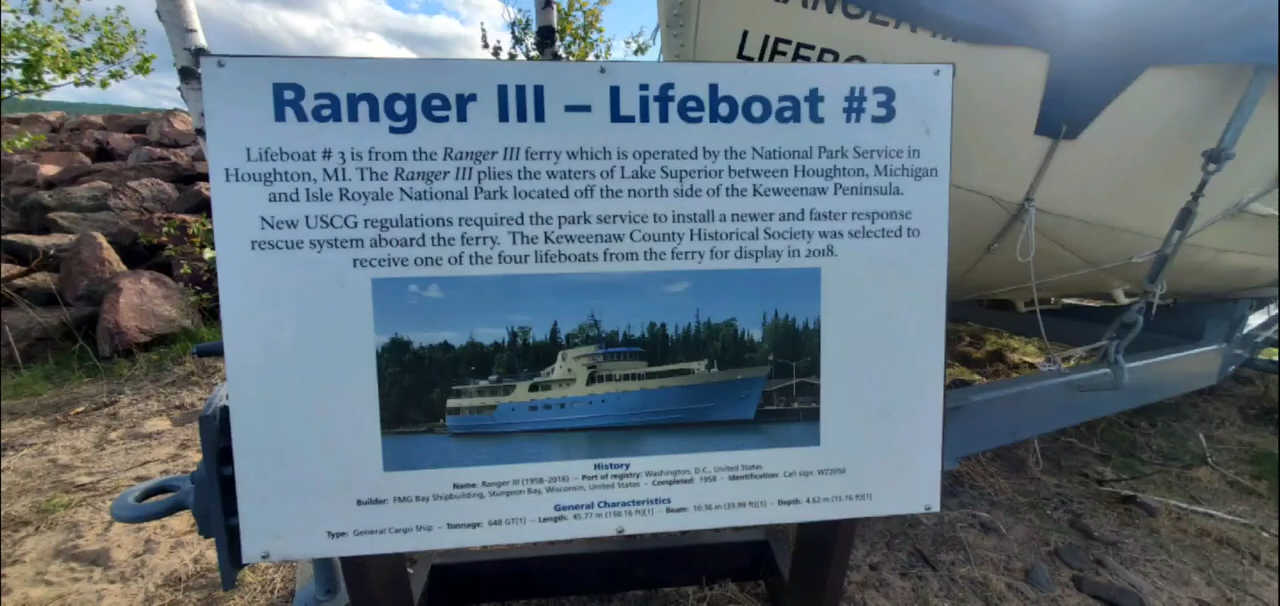 RANGER III
LIFEBO
Ranger III – Lifeboat #3
Lifeboat # 3 is from the Ranger III ferry which is operated by the National Park Service in
Houghton, MI. The Ranger III plies the waters of Lake Superior between Houghton, Michigan
and Isle Royale National Park located off the north side of the Keweenaw Peninsula.
New USCG regulations required the park service to install a newer and faster response
rescue system aboard the ferry. The Keweenaw County Historical Society was selected to
receive one of the four lifeboats from the ferry for display in 2018.
History
Name: Ranger III (1958–2016) – Port of registry: Washington, D.C., United States
Builder: FMG Bay Shipbuilding, Sturgeon Bay, Wisconsin, United States – Completed: 1958 – Identification: Call sign: WZ2050
General Characteristics
Type: General Cargo Ship – Tonnage: 648 GT[1] – Length: 45.77 m (150.16 ft)[1] – Beam: 10.36 m (33.99 ft)[1] – Depth: 4.62 m (15.16 ft)[1]